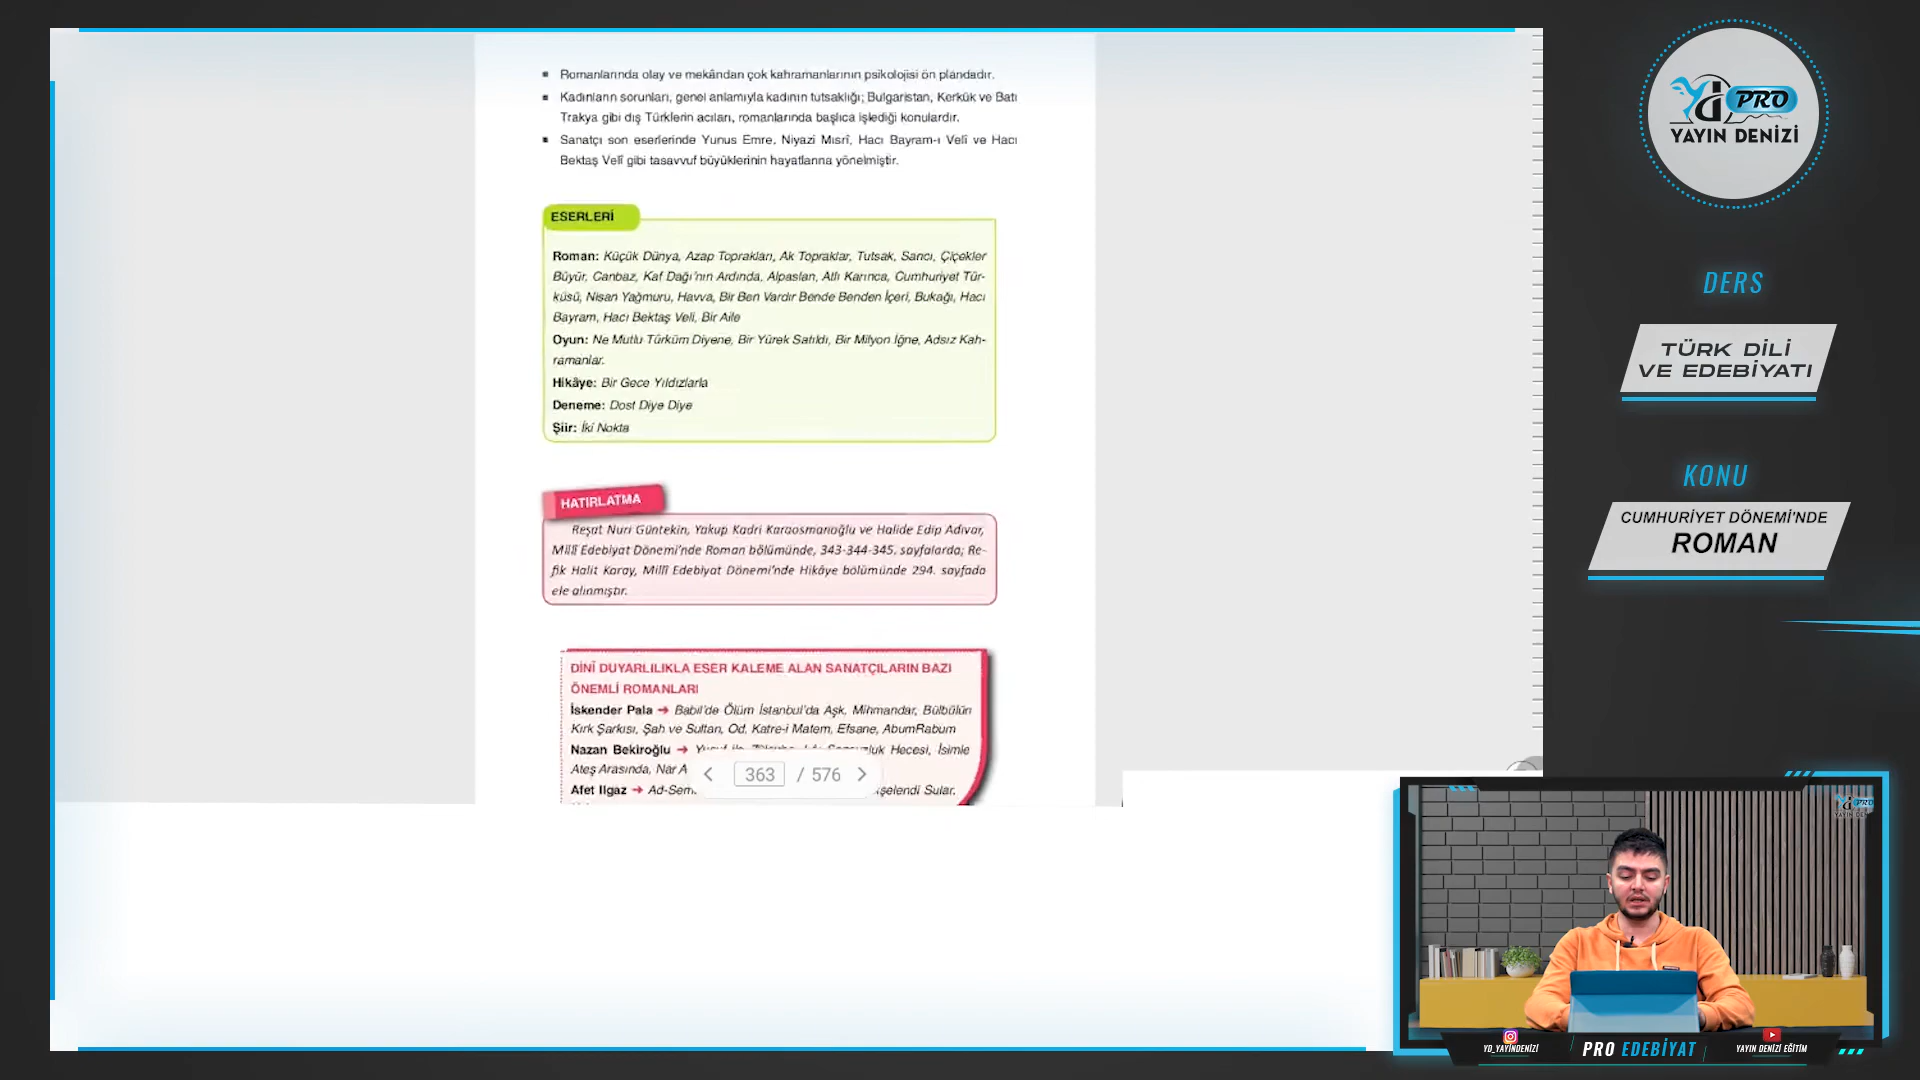 Romanlarında olay ve mekândan çok kahramanlarının psikolojisi ön plandadır.
Kadınların sorunları, genel anlamıyla kadının tutsaklığı; Bulgaristan, Kerkük ve Batı
Trakya gibi dış Türklerin acıları, romanlarında başlıca işlediği konulardır.
Sanatçı son eserlerinde Yunus Emre, Niyazi Mısrî, Hacı Bayram-ı Velî ve Hacı
Bektaş Velî gibi tasavvuf büyüklerinin hayatlarına yönelmiştir.
ESERLERİ
Roman: Küçük Dünya, Azap Toprakları, Ak Topraklar, Tutsak, Sancı, Çiçekler
Büyür, Canbaz, Kaf Dağı'nın Ardında, Alpaslan, Atlı Karınca, Cumhuriyet Tür-
küsü, Nisan Yağmuru, Havva, Bir Ben Vardır Bende Benden İçeri, Bukağı, Hacı
Bayram, Hacı Bektaş Veli, Bir Aile
Oyun: Ne Mutlu Türküm Diyene, Bir Yürek Satıldı, Bir Milyon İğne, Adsız Kah-
ramanlar.
Hikâye: Bir Gece Yıldızlarla
Deneme: Dost Diye Diye
Şiir: İki Nokta
HATIRLATMA
Reşat Nuri Güntekin, Yakup Kadri Karaosmanoğlu ve Halide Edip Adıvar,
Millî Edebiyat Dönemi'nde Roman bölümünde, 343-344-345. sayfalarda; Re-
fik Halit Karay, Millî Edebiyat Dönemi'nde Hikâye bölümünde 294. sayfada
ele alınmıştır.
DİNÎ DUYARLILIKLA ESER KALEME ALAN SANATÇILARIN BAZI
ÖNEMLİ ROMANLARI
İskender Pala → Babil'de Ölüm İstanbul'da Aşk, Mihmandar, Bülbülün
Kırk Şarkısı, Şah ve Sultan, Od, Katre-i Matem, Efsane, AbumRabum
Nazan Bekiroğlu → Hecesi, İsimle
Ateş Arasında, Nar A
Afet Ilgaz → Ad-Sem. işelendi Sular.
363 / 576
YD PRO
YAYIN DENİZİ
DERS
TÜRK DİLİ
VE EDEBİYATI
KONU
CUMHURİYET DÖNEMİ'NDE
ROMAN
YD_YAYINDENIZI
PRO EDEBİYAT
YAYIN DENİZİ EĞİTİM